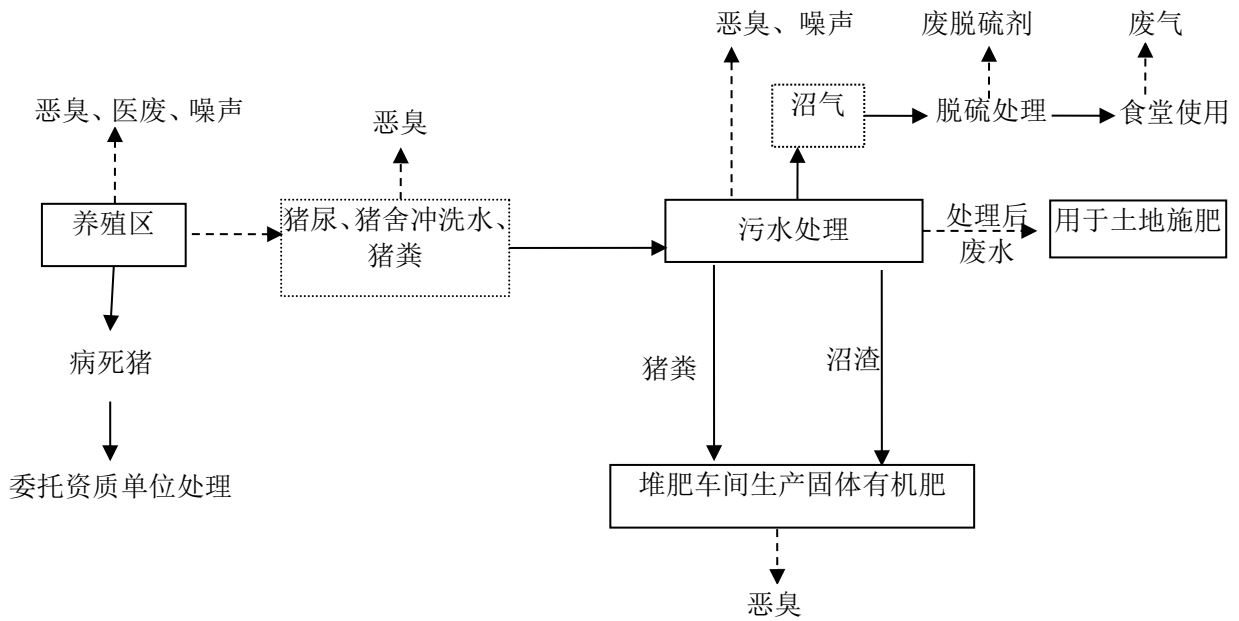 恶臭、噪声
废脱硫剂
废气
恶臭、医废、噪声
恶臭
沼气
脱硫处理
食堂使用
养殖区
猪尿、猪舍冲洗水、
猪粪
污水处理
处理后
废水
用于土地施肥
病死猪
猪粪
沼渣
委托资质单位处理
堆肥车间生产固体有机肥
恶臭